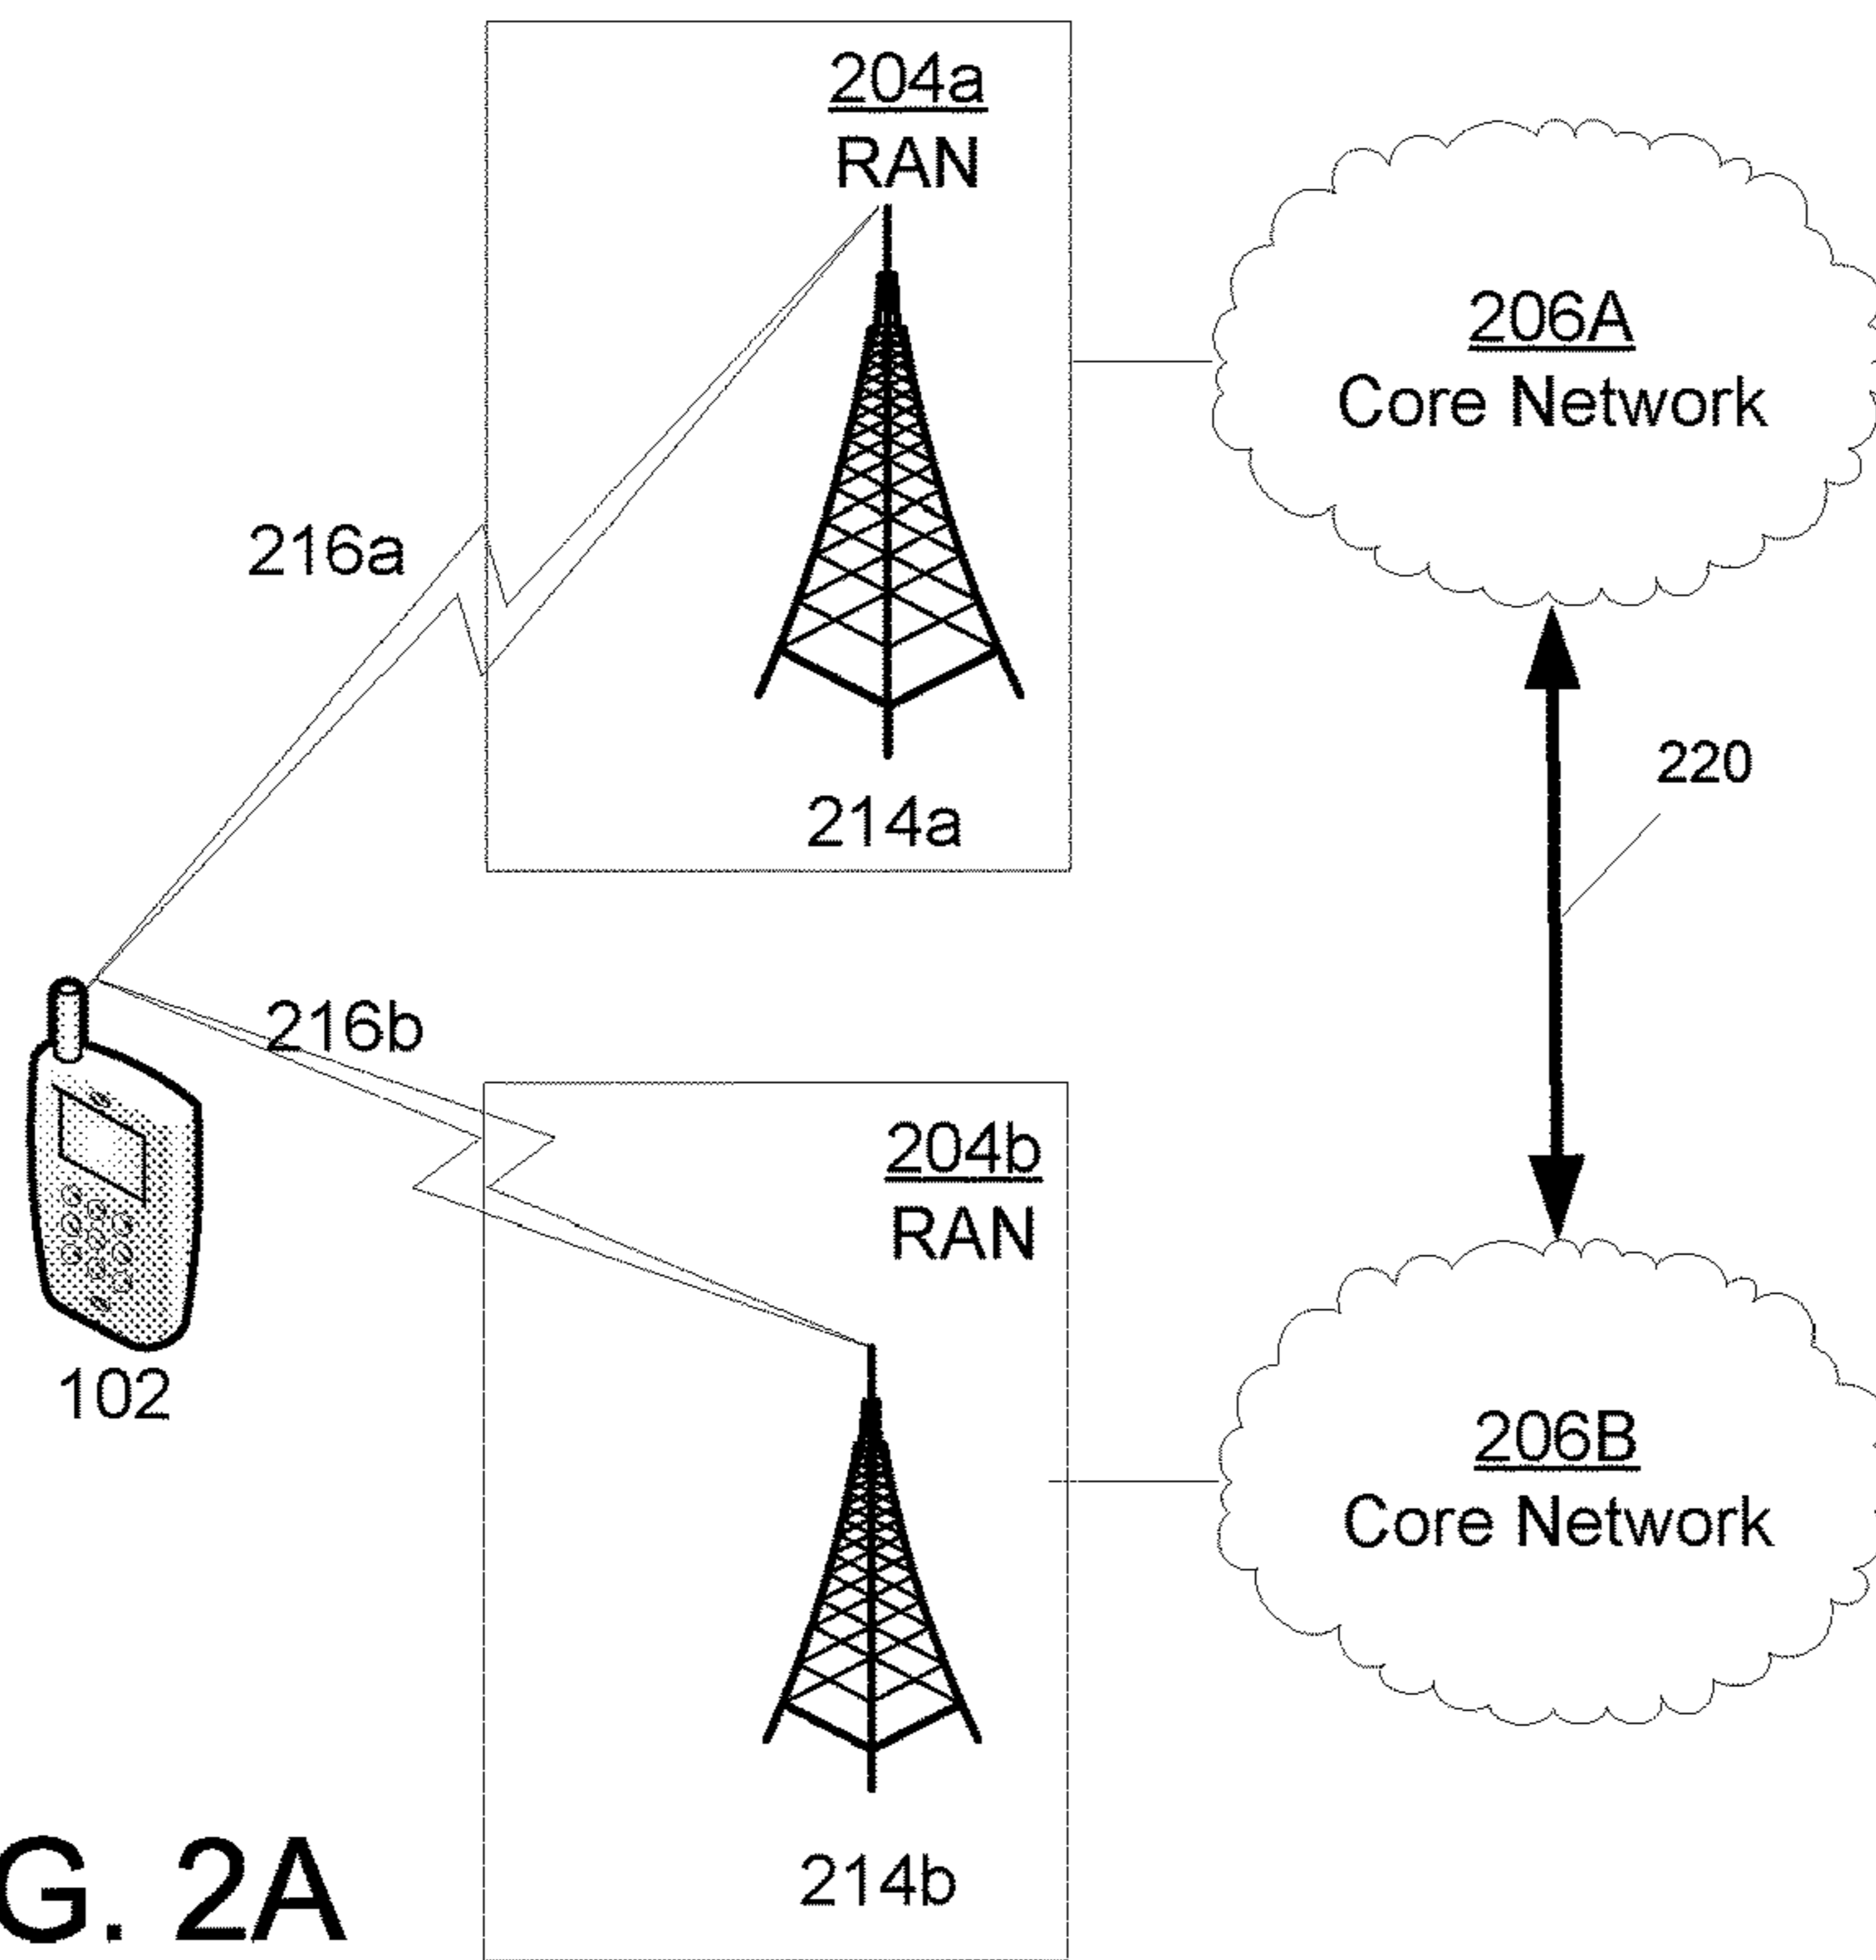 204a
RAN
206A
Core Network
216a
220
214a
216b
204b
RAN
102
206B
Core Network
214b
G. 2A